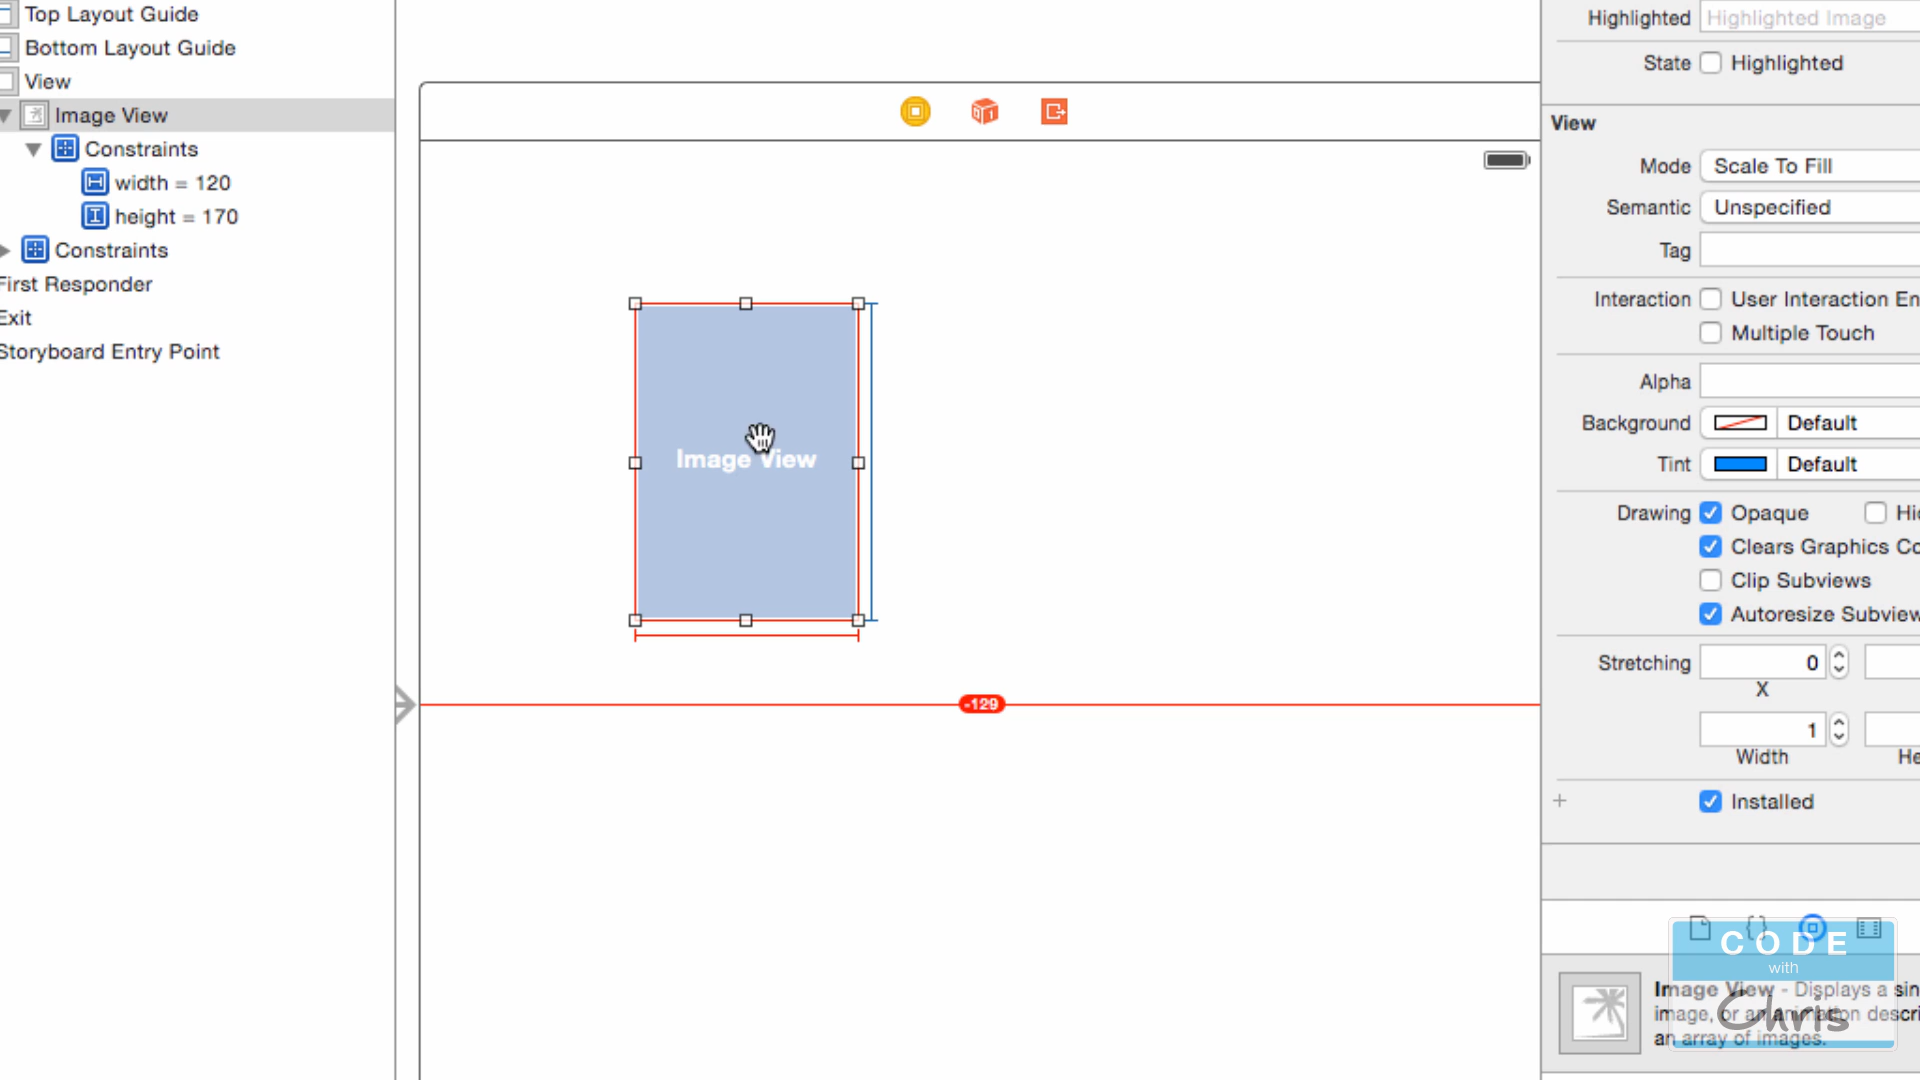 Top Layout Guide
Bottom Layout Guide
View
Image View
Constraints
width = 120
height = 170
Constraints
First Responder
Exit
Storyboard Entry Point
Image View
-129
Highlighted Highlighted Image
State Highlighted
View
Mode Scale To Fill
Semantic Unspecified
Tag
Interaction User Interaction En
Multiple Touch
Alpha
Background Default
Tint Default
Drawing Opaque Hi
Clears Graphics Co
Clip Subviews
Autoresize Subview
Stretching 0
X
1
Width He
+ Installed
CODE
with
Chris
Image View - Displays a sin
image, or an animation descri
an array of images.